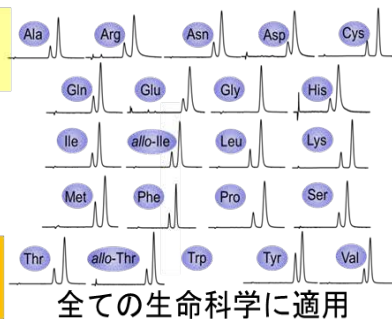 Ala Arg Asn Asp Cys
Gln Glu Gly His
Ile allo-Ile Leu Lys
Met Phe Pro Ser
Thr allo-Thr Trp Tyr Val
全ての生命科学に適用